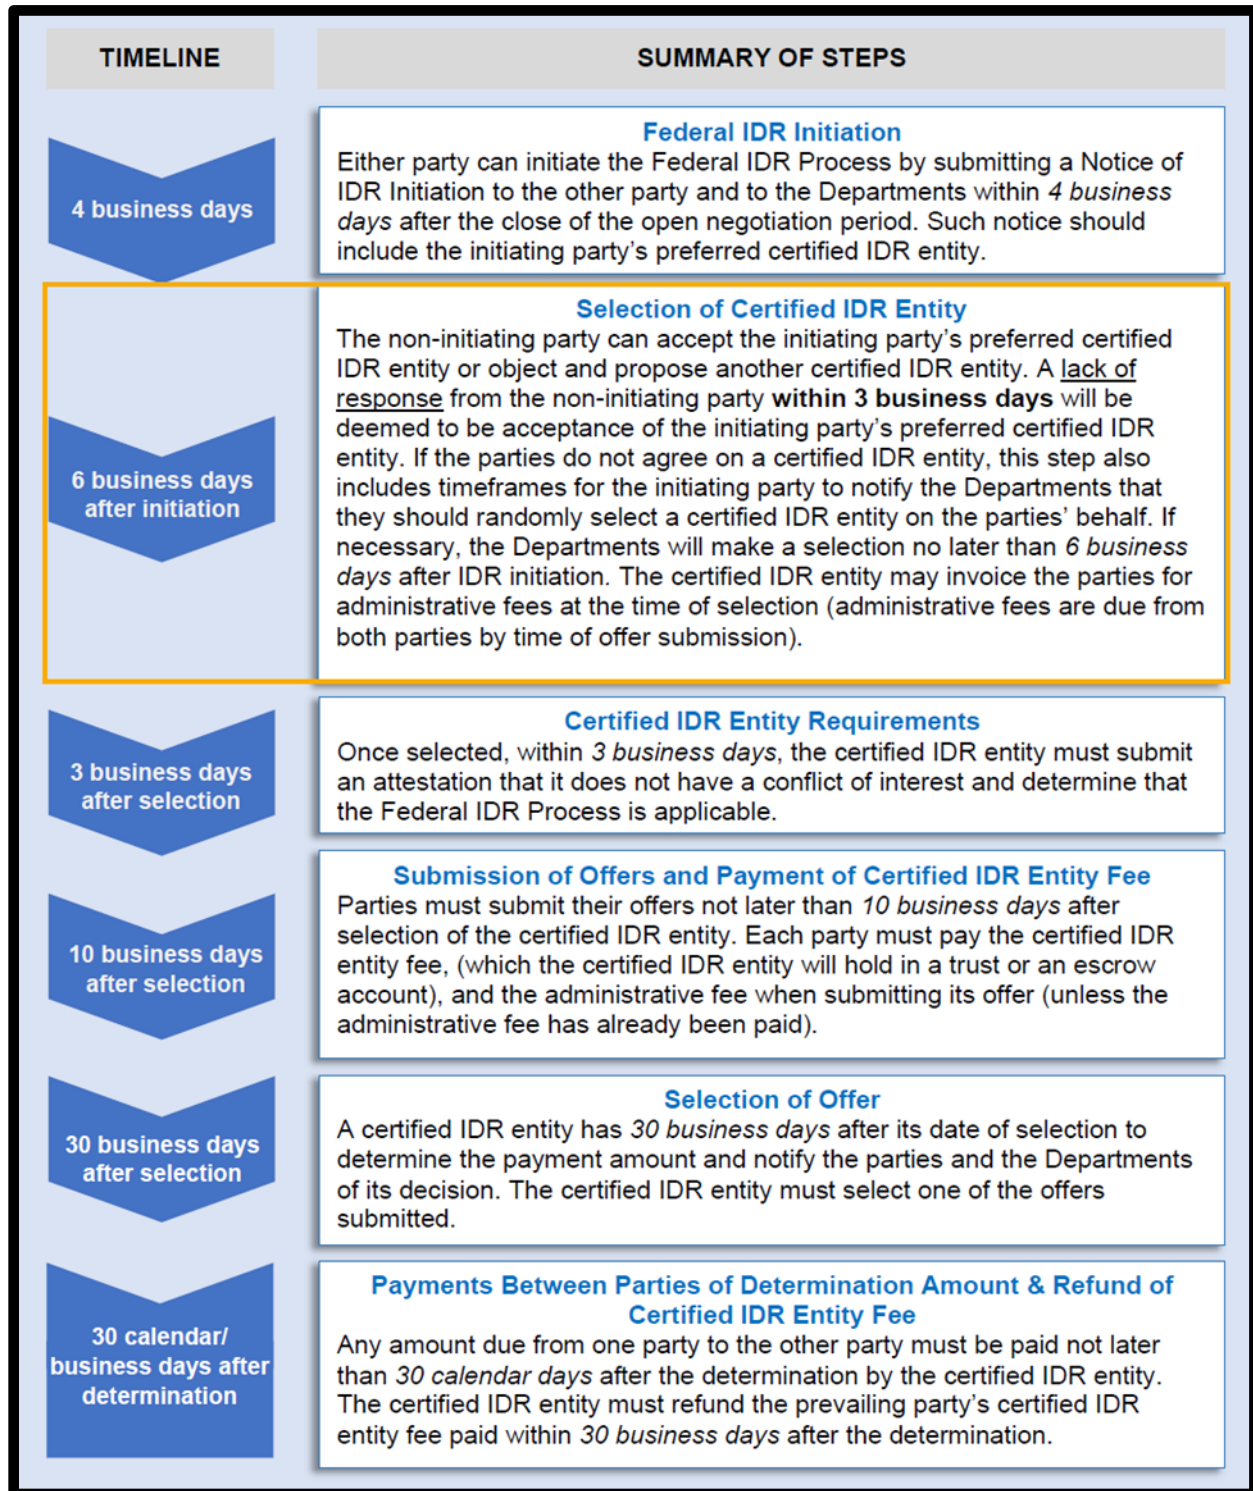 TIMELINE
SUMMARY OF STEPS
4 business days
Federal IDR Initiation
Either party can initiate the Federal IDR Process by submitting a Notice of
IDR Initiation to the other party and to the Departments within 4 business
days after the close of the open negotiation period. Such notice should
include the initiating party’s preferred certified IDR entity.
6 business days
after initiation
Selection of Certified IDR Entity
The non-initiating party can accept the initiating party’s preferred certified
IDR entity or object and propose another certified IDR entity. A lack of
response from the non-initiating party within 3 business days will be
deemed to be acceptance of the initiating party’s preferred certified IDR
entity. If the parties do not agree on a certified IDR entity, this step also
includes timeframes for the initiating party to notify the Departments that
they should randomly select a certified IDR entity on the parties’ behalf. If
necessary, the Departments will make a selection no later than 6 business
days after IDR initiation. The certified IDR entity may invoice the parties for
administrative fees at the time of selection (administrative fees are due from
both parties by time of offer submission).
3 business days
after selection
Certified IDR Entity Requirements
Once selected, within 3 business days, the certified IDR entity must submit
an attestation that it does not have a conflict of interest and determine that
the Federal IDR Process is applicable.
10 business days
after selection
Submission of Offers and Payment of Certified IDR Entity Fee
Parties must submit their offers not later than 10 business days after
selection of the certified IDR entity. Each party must pay the certified IDR
entity fee, (which the certified IDR entity will hold in a trust or an escrow
account), and the administrative fee when submitting its offer (unless the
administrative fee has already been paid).
30 business days
after selection
Selection of Offer
A certified IDR entity has 30 business days after its date of selection to
determine the payment amount and notify the parties and the Departments
of its decision. The certified IDR entity must select one of the offers
submitted.
30 calendar/
business days after
determination
Payments Between Parties of Determination Amount & Refund of
Certified IDR Entity Fee
Any amount due from one party to the other party must be paid not later
than 30 calendar days after the determination by the certified IDR entity.
The certified IDR entity must refund the prevailing party’s certified IDR
entity fee paid within 30 business days after the determination.